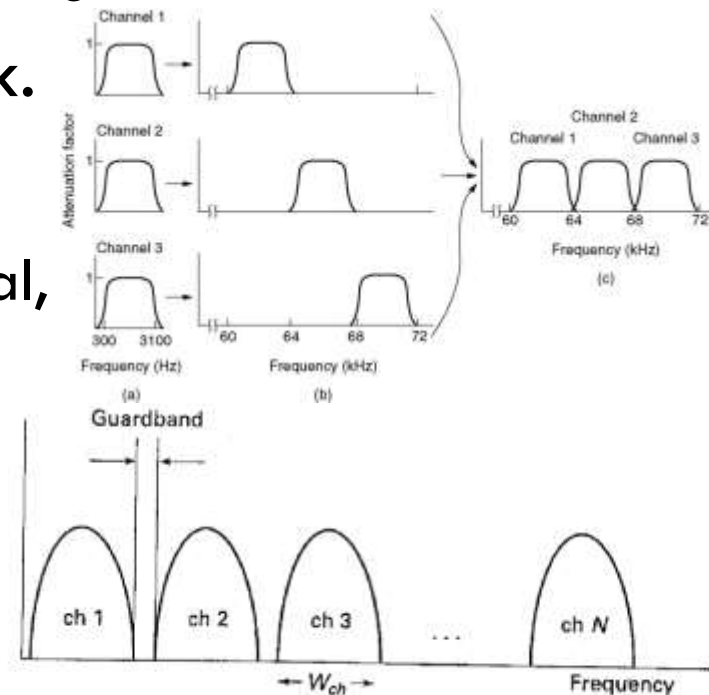 Channel 1
1
k.
Channel 2
Attenuation factor
1
Channel 2
Channel 1 Channel 3
60 64 68 72
Frequency (kHz)
(c)
Channel 3
al,
1
300 3100 60 64 68 72
Frequency (Hz) Frequency (kHz)
(a) (b)
Guardband
ch 1 ch 2 ch 3 ... ch N
W_ch Frequency